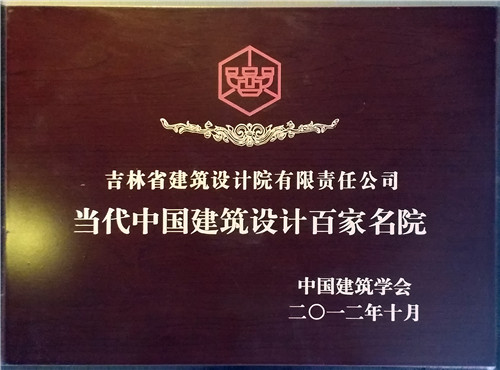 吉林省建筑设计院有限责任公司
当代中国建筑设计百家名院
中国建筑学会
二〇一二年十月